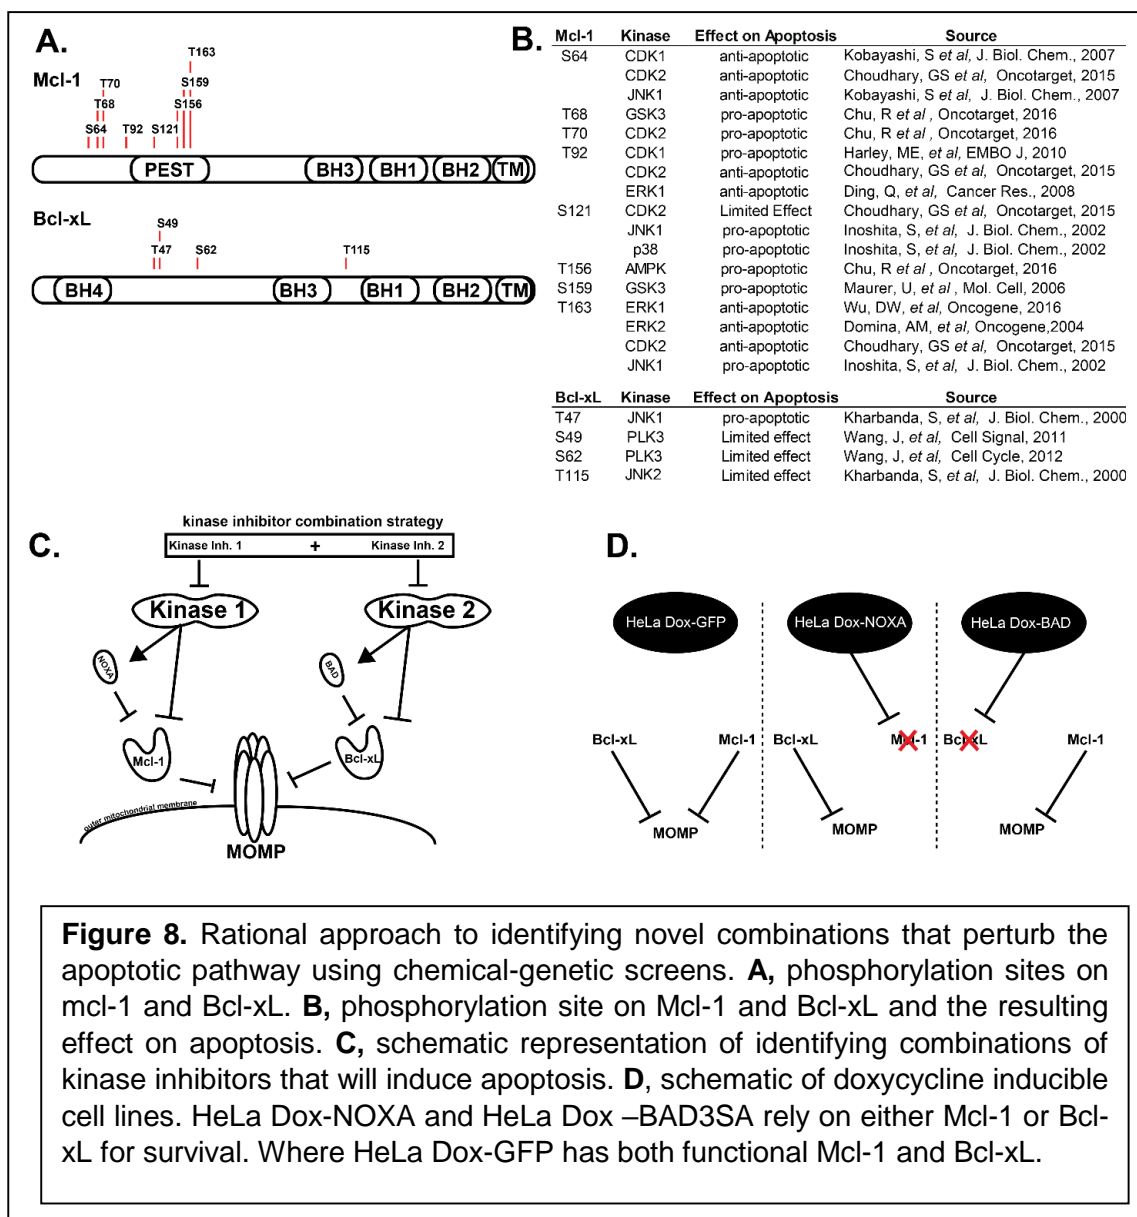 A.
T163
Mcl-1
T70
S159
T68
S156
S64
T92
S121
PEST
BH3
BH1
BH2
TM
Bcl-xL
S49
T47
S62
T115
BH4
BH3
BH1
BH2
TM
B.
Mcl-1 Kinase Effect on Apoptosis Source
S64 CDK1 anti-apoptotic Kobayashi, S et al, J. Biol. Chem., 2007
CDK2 anti-apoptotic Choudhary, GS et al, Oncotarget, 2015
JNK1 anti-apoptotic Kobayashi, S et al, J. Biol. Chem., 2007
T68 GSK3 pro-apoptotic Chu, R et al , Oncotarget, 2016
T70 CDK2 pro-apoptotic Chu, R et al , Oncotarget, 2016
T92 CDK1 pro-apoptotic Harley, ME, et al, EMBO J, 2010
CDK2 anti-apoptotic Choudhary, GS et al, Oncotarget, 2015
ERK1 anti-apoptotic Ding, Q, et al, Cancer Res., 2008
S121 CDK2 Limited Effect Choudhary, GS et al, Oncotarget, 2015
JNK1 pro-apoptotic Inoshita, S, et al, J. Biol. Chem., 2002
p38 pro-apoptotic Inoshita, S, et al, J. Biol. Chem., 2002
T156 AMPK pro-apoptotic Chu, R et al , Oncotarget, 2016
S159 GSK3 pro-apoptotic Maurer, U, et al , Mol. Cell, 2006
T163 ERK1 anti-apoptotic Wu, DW, et al, Oncogene, 2016
ERK2 anti-apoptotic Domina, AM, et al, Oncogene,2004
CDK2 anti-apoptotic Choudhary, GS et al, Oncotarget, 2015
JNK1 pro-apoptotic Inoshita, S, et al, J. Biol. Chem., 2002
Bcl-xL Kinase Effect on Apoptosis Source
T47 JNK1 pro-apoptotic Kharbanda, S, et al, J. Biol. Chem., 2000
S49 PLK3 Limited effect Wang, J, et al, Cell Signal, 2011
S62 PLK3 Limited effect Wang, J, et al, Cell Cycle, 2012
T115 JNK2 Limited effect Kharbanda, S, et al, J. Biol. Chem., 2000
C.
kinase inhibitor combination strategy
Kinase Inh. 1 + Kinase Inh. 2
Kinase 1
Kinase 2
NOXA
BAD
Mcl-1
Bcl-xL
outer mitochondrial membrane
MOMP
D.
HeLa Dox-GFP
HeLa Dox-NOXA
HeLa Dox-BAD
Bcl-xL
Mcl-1
Bcl-xL
Mcl-1
Bcl-xL
Mcl-1
MOMP
MOMP
MOMP
Figure 8. Rational approach to identifying novel combinations that perturb the
apoptotic pathway using chemical-genetic screens. A, phosphorylation sites on
mcl-1 and Bcl-xL. B, phosphorylation site on Mcl-1 and Bcl-xL and the resulting
effect on apoptosis. C, schematic representation of identifying combinations of
kinase inhibitors that will induce apoptosis. D, schematic of doxycycline inducible
cell lines. HeLa Dox-NOXA and HeLa Dox –BAD3SA rely on either Mcl-1 or Bcl-
xL for survival. Where HeLa Dox-GFP has both functional Mcl-1 and Bcl-xL.